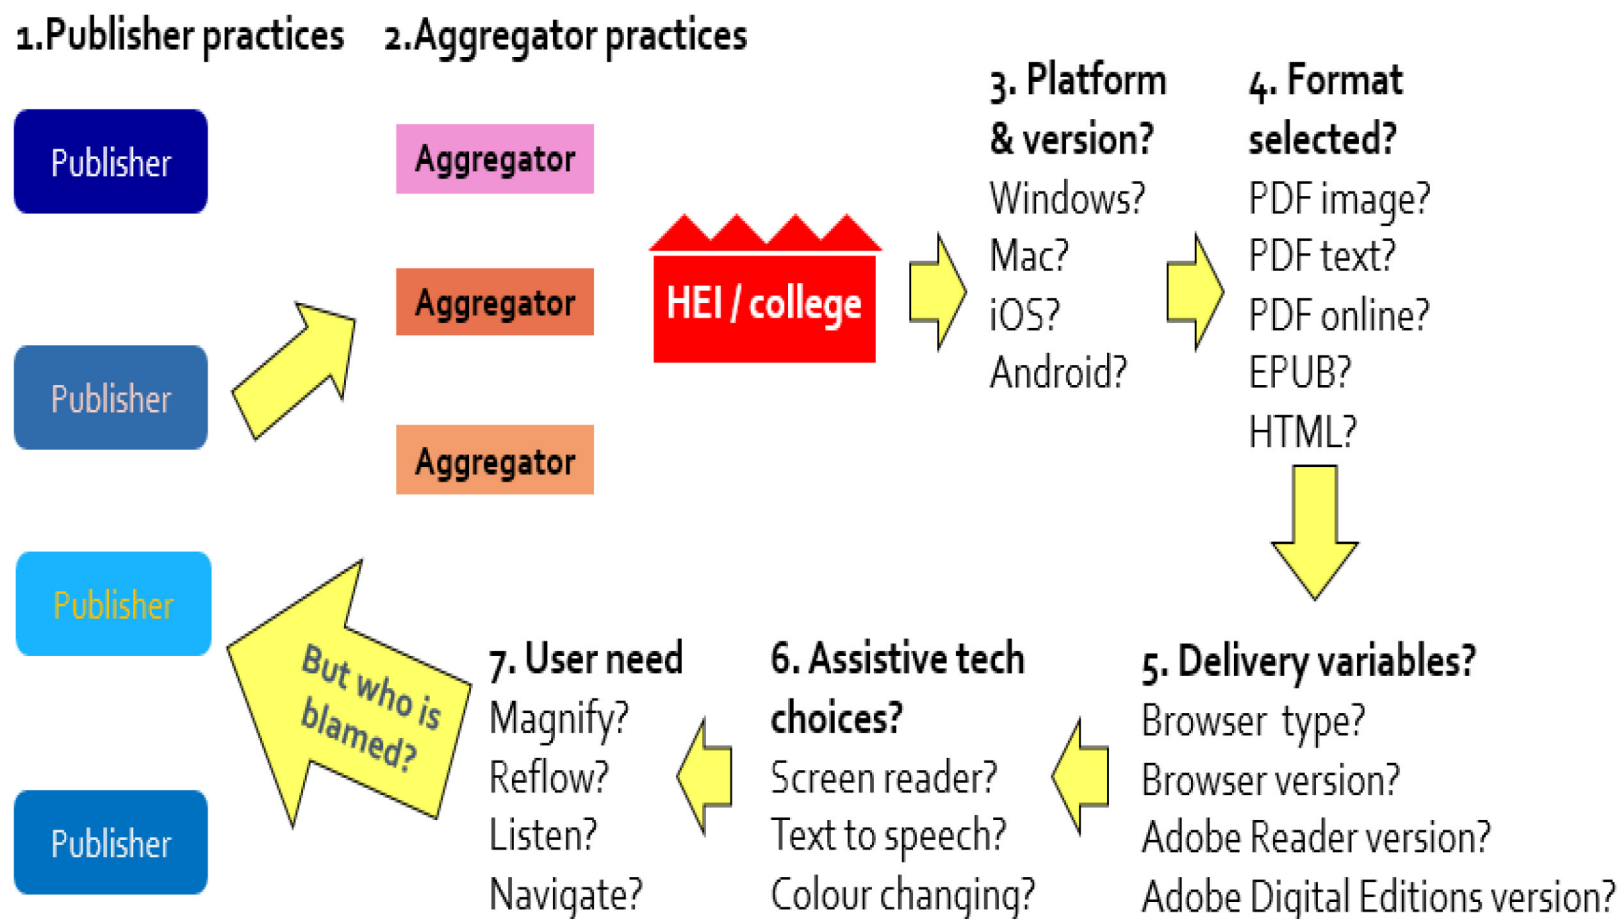 1.Publisher practices
2.Aggregator practices
Publisher
Publisher
Publisher
Publisher
Aggregator
Aggregator
Aggregator
HEI / college
3. Platform
& version?
Windows?
Mac?
iOS?
Android?
4. Format
selected?
PDF image?
PDF text?
PDF online?
EPUB?
HTML?
5. Delivery variables?
Browser  type?
Browser version?
Adobe Reader version?
Adobe Digital Editions version?
6. Assistive tech
choices?
Screen reader?
Text to speech?
Colour changing?
7. User need
Magnify?
Reflow?
Listen?
Navigate?
But who is
blamed?